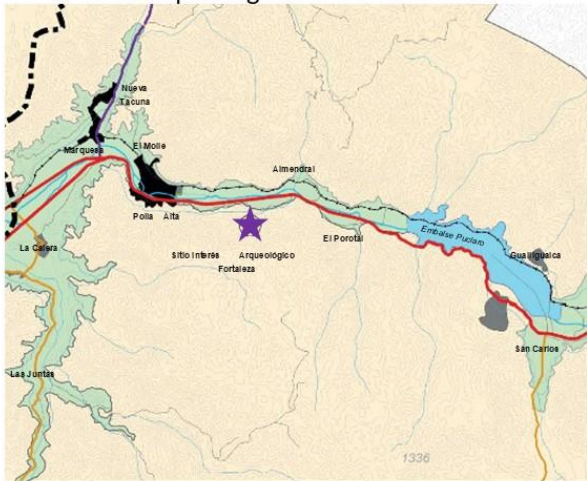 Nueva
Tacuna
El Molle
Marquesa
Almendral
Polla Alta
La Calera
El Porotal
Embalse Puclaro
Gualliguaica
Sitio Interés Arqueológico
Fortaleza
San Carlos
Las Juntas
1336